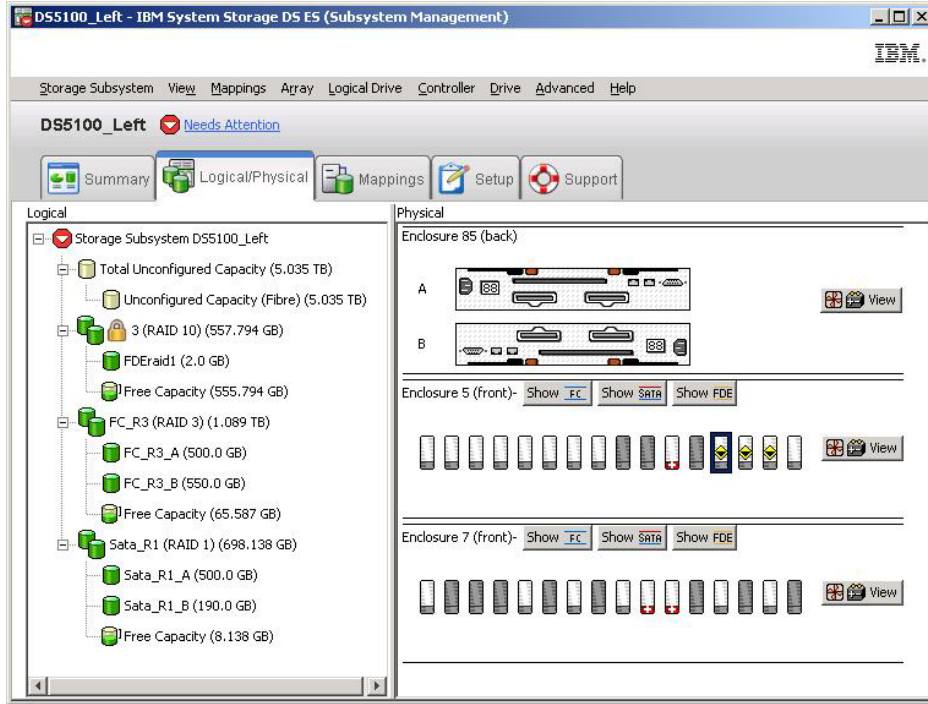 DS5100_Left - IBM System Storage DS ES (Subsystem Management)
IBM.
Storage Subsystem View Mappings Array Logical Drive Controller Drive Advanced Help
DS5100_Left Needs Attention
Summary Logical/Physical Mappings Setup Support
Logical
Storage Subsystem DS5100_Left
Total Unconfigured Capacity (5.035 TB)
Unconfigured Capacity (Fibre) (5.035 TB)
3 (RAID 10) (557.794 GB)
FDEraid1 (2.0 GB)
Free Capacity (555.794 GB)
FC_R3 (RAID 3) (1.089 TB)
FC_R3_A (500.0 GB)
FC_R3_B (550.0 GB)
Free Capacity (65.587 GB)
Sata_R1 (RAID 1) (698.138 GB)
Sata_R1_A (500.0 GB)
Sata_R1_B (190.0 GB)
Free Capacity (8.138 GB)
Physical
Enclosure 85 (back)
A 88
View
B 88
Enclosure 5 (front)- Show FC Show SATA Show FDE
View
Enclosure 7 (front)- Show FC Show SATA Show FDE
View